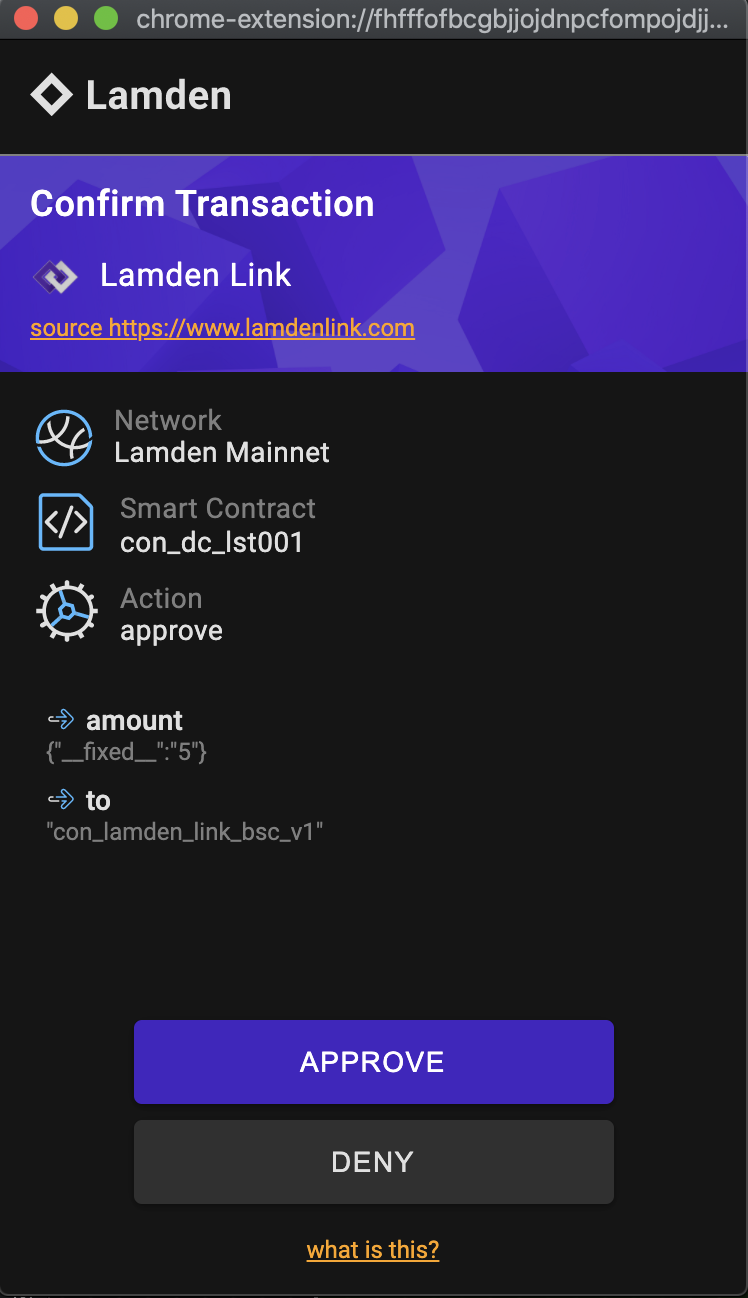 chrome-extension://fhfffofbcgbjjojdnpcfompojdjj...
Lamden
Confirm Transaction
Lamden Link
source https://www.lamdenlink.com
Network
Lamden Mainnet
Smart Contract
con_dc_lst001
Action
approve
amount
{"__fixed__":"5"}
to
"con_lamden_link_bsc_v1"
APPROVE
DENY
what is this?